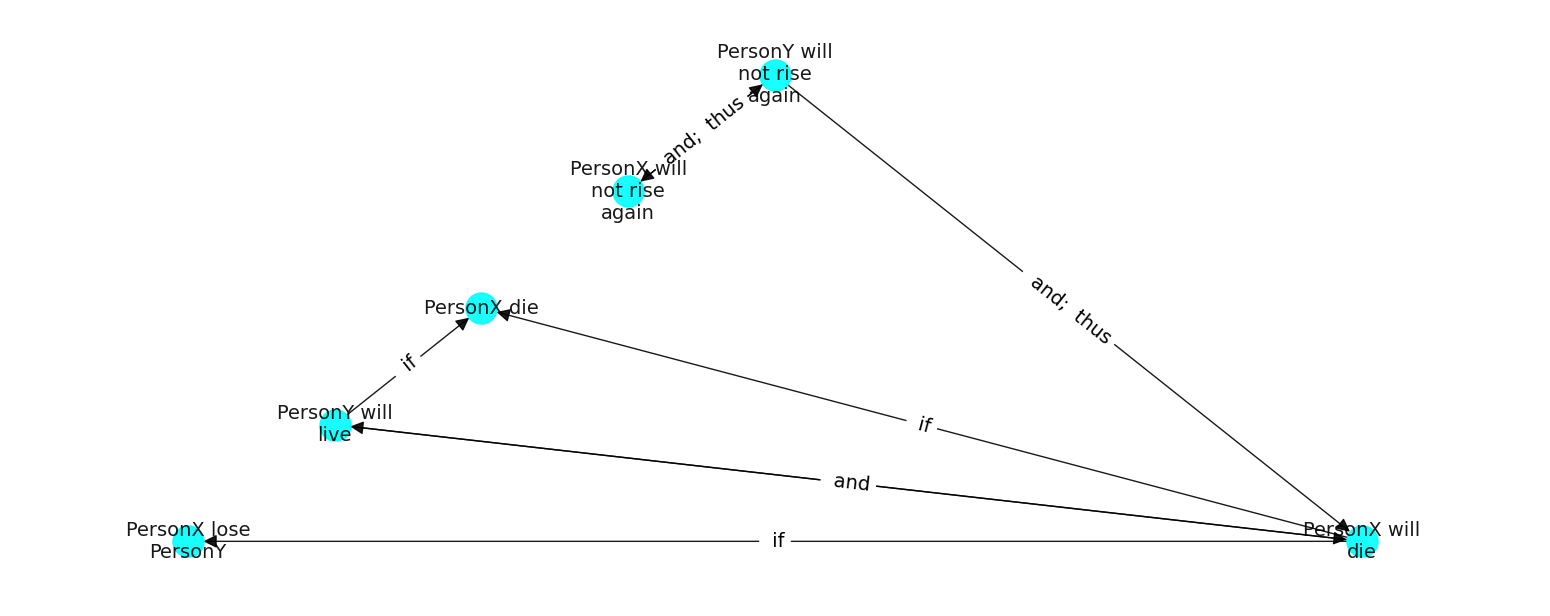 PersonY will
not rise
again
and; thus
PersonX will
not rise
again
and; thus
PersonX die
if
PersonY will
live
if
and
PersonX lose
PersonY
if
PersonX will
die